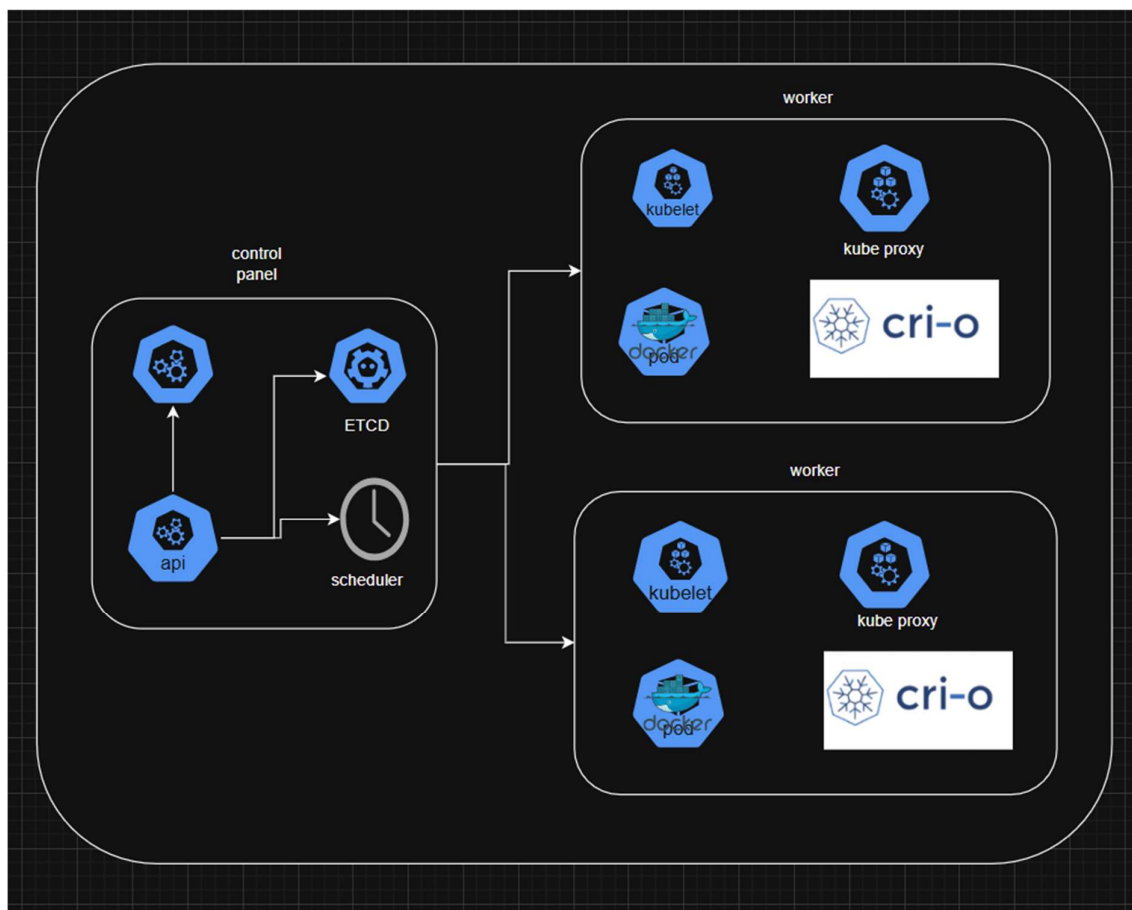 worker
kubelet
kube proxy
docker
pod
cri-o
control
panel
ETCD
api
scheduler
worker
kubelet
kube proxy
docker
pod
cri-o